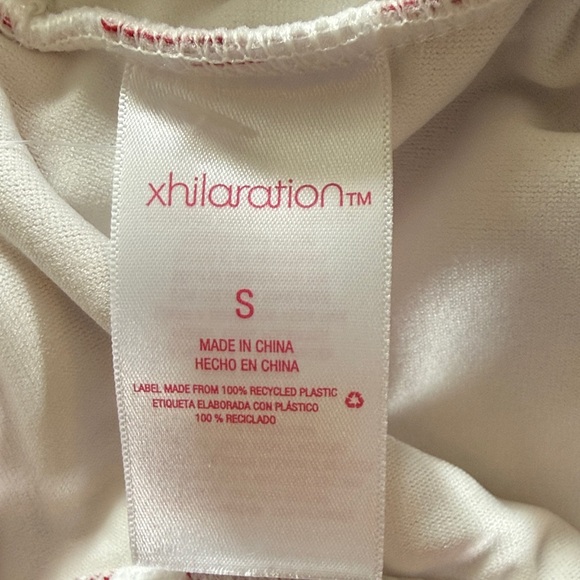 xhilaration™
S
MADE IN CHINA
HECHO EN CHINA
LABEL MADE FROM 100% RECYCLED PLASTIC
ETIQUETA ELABORADA CON PLÁSTICO
100 % RECICLADO